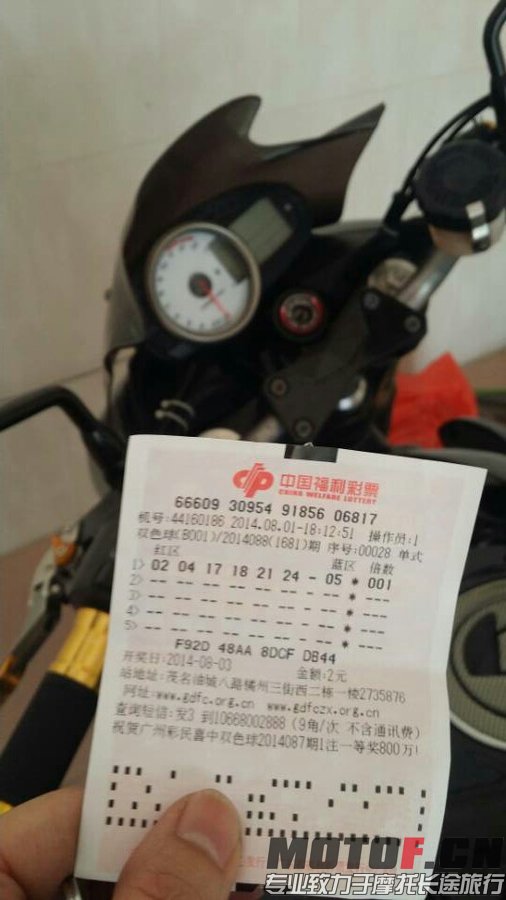 中国福利彩票
CHINA WELFARE LOTTERY
66609 30954 91856 06817
机号:44160186 2014.08.01-18:12:51 操作员:1
双色球(B001)/2014088(1681)期 序号:00028 单式
红区 蓝区 倍数
1> 02 04 17 18 21 24 - 05 * 001
2> -- -- -- -- -- -- - -- * ---
3> -- -- -- -- -- -- - -- * ---
4> -- -- -- -- -- -- - -- * ---
5> -- -- -- -- -- -- - -- * ---
F92D 48AA 8DCF DB44
开奖日:2014-08-03 金额:2元
站地址:茂名油城八路橘州三街西二栋一楼2735876
网址:www.gdfc.org.cn www.gdfczx.org.cn
查询短信:发3 到10668002888 (9角/次 不含通讯费)
祝贺广州彩民喜中双色球2014087期1注一等奖800万!
MOTOF.CN
专业致力于摩托长途旅行